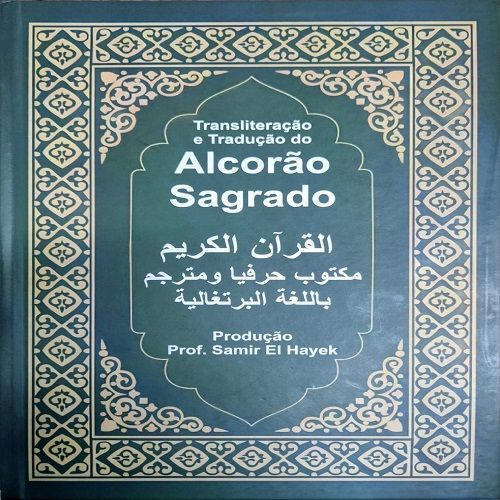 Transliteração
e Tradução do
Alcorão
Sagrado
القرآن الكريم
مكتوب حرفيا ومترجم
باللغة البرتغالية
Produção
Prof. Samir El Hayek